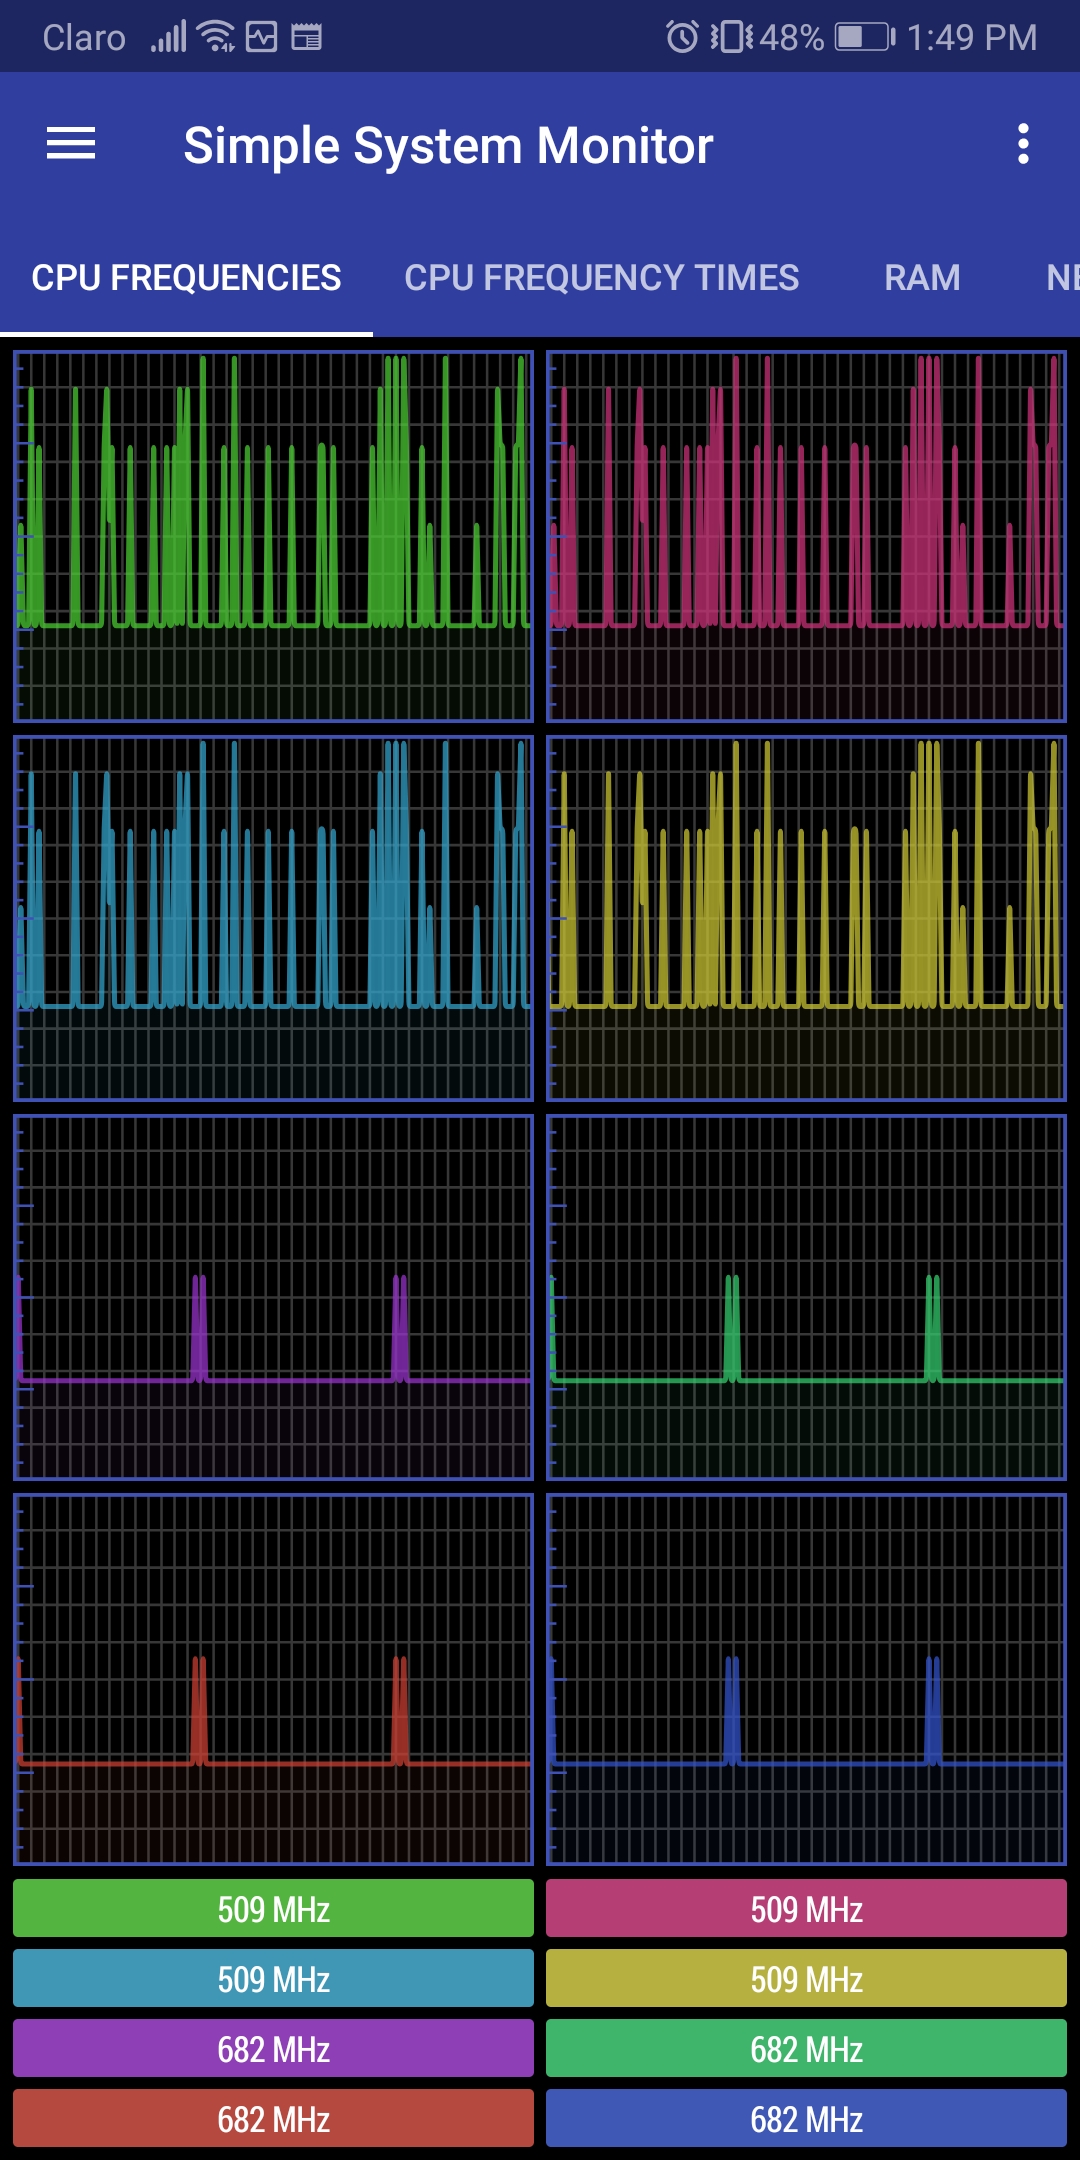 Claro 48% 1:49 PM
Simple System Monitor
CPU FREQUENCIES CPU FREQUENCY TIMES RAM NE
509 MHz 509 MHz
509 MHz 509 MHz
682 MHz 682 MHz
682 MHz 682 MHz